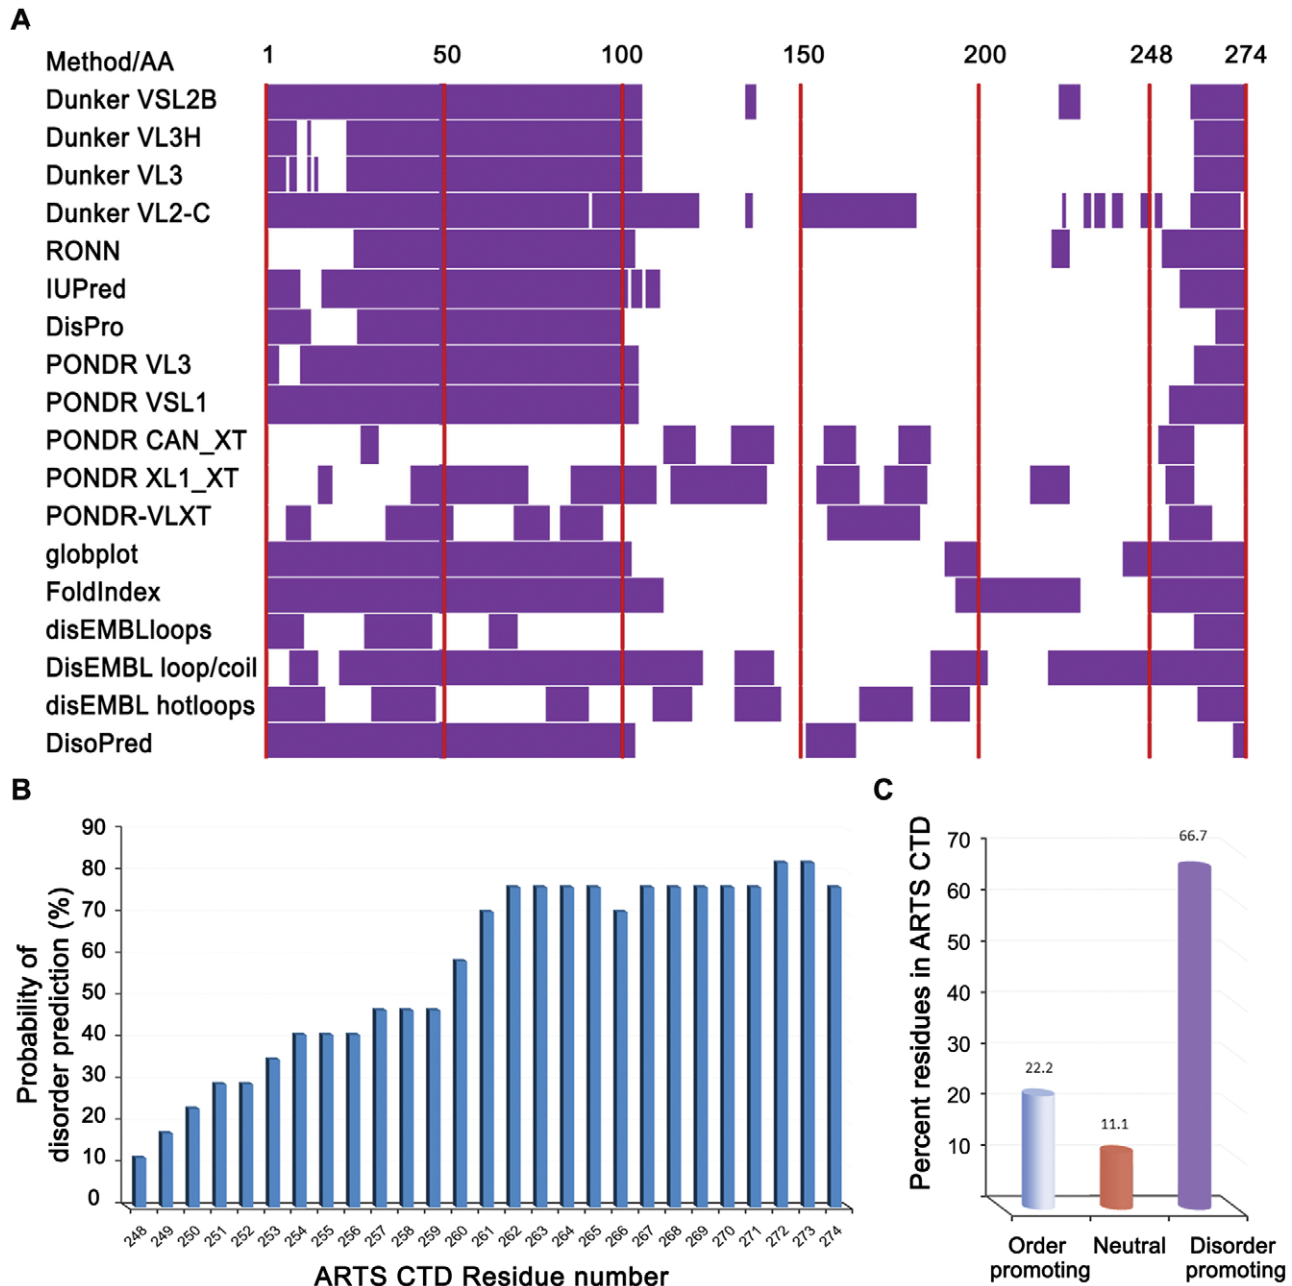 A
Method/AA 1 50 100 150 200 248 274
Dunker VSL2B
Dunker VL3H
Dunker VL3
Dunker VL2-C
RONN
IUPred
DisPro
PONDR VL3
PONDR VSL1
PONDR CAN_XT
PONDR XL1_XT
PONDR-VLXT
globplot
FoldIndex
disEMBLloops
DisEMBL loop/coil
disEMBL hotloops
DisoPred
B
Probability of
disorder prediction (%)
90
80
70
60
50
40
30
20
10
0
248 249 250 251 252 253 254 255 256 257 258 259 260 261 262 263 264 265 266 267 268 269 270 271 272 273 274
ARTS CTD Residue number
C
Percent residues in ARTS CTD
70
60
50
40
30
20
10
22.2
11.1
66.7
Order
promoting
Neutral
Disorder
promoting